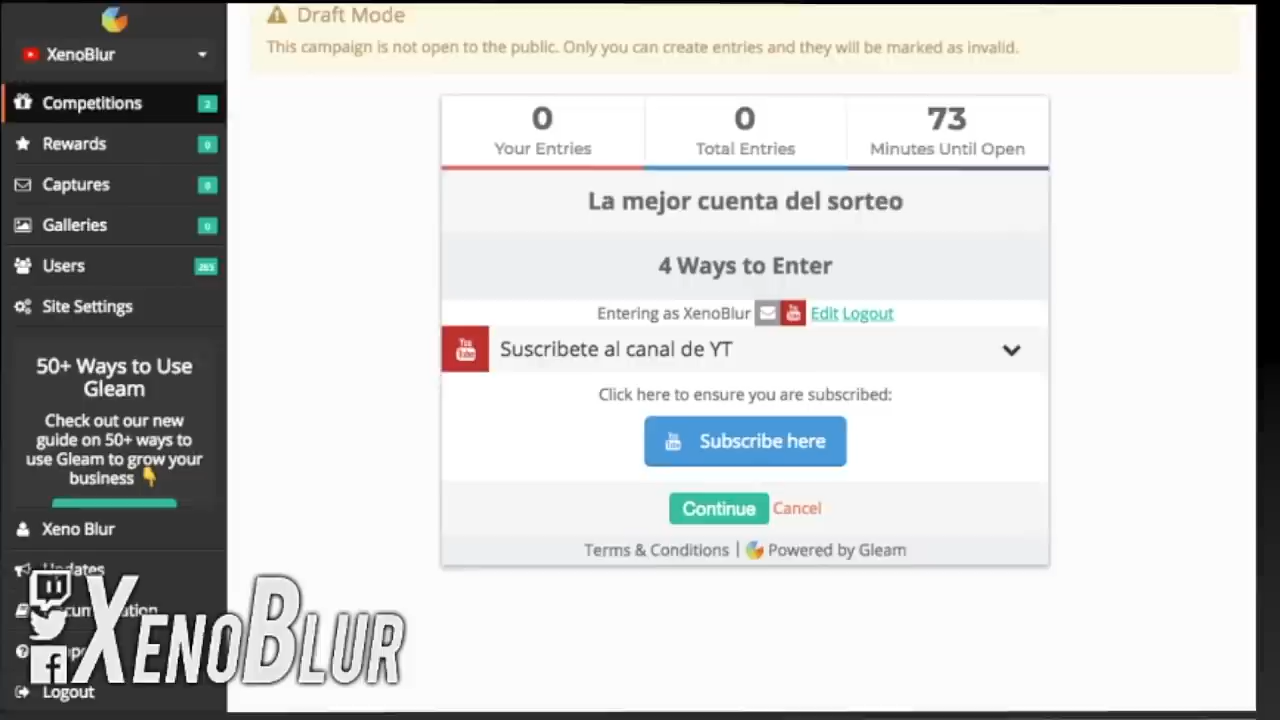 XenoBlur
Competitions 2
Rewards 0
Captures 0
Galleries 0
Users 265
Site Settings
50+ Ways to Use
Gleam
Check out our new
guide on 50+ ways to
use Gleam to grow your
business 👇
Xeno Blur
Updates
Logout
XENOBLUR
Draft Mode
This campaign is not open to the public. Only you can create entries and they will be marked as invalid.
0
Your Entries
0
Total Entries
73
Minutes Until Open
La mejor cuenta del sorteo
4 Ways to Enter
Entering as XenoBlur Edit Logout
You Tube Suscribete al canal de YT
Click here to ensure you are subscribed:
Subscribe here
Continue Cancel
Terms & Conditions | Powered by Gleam